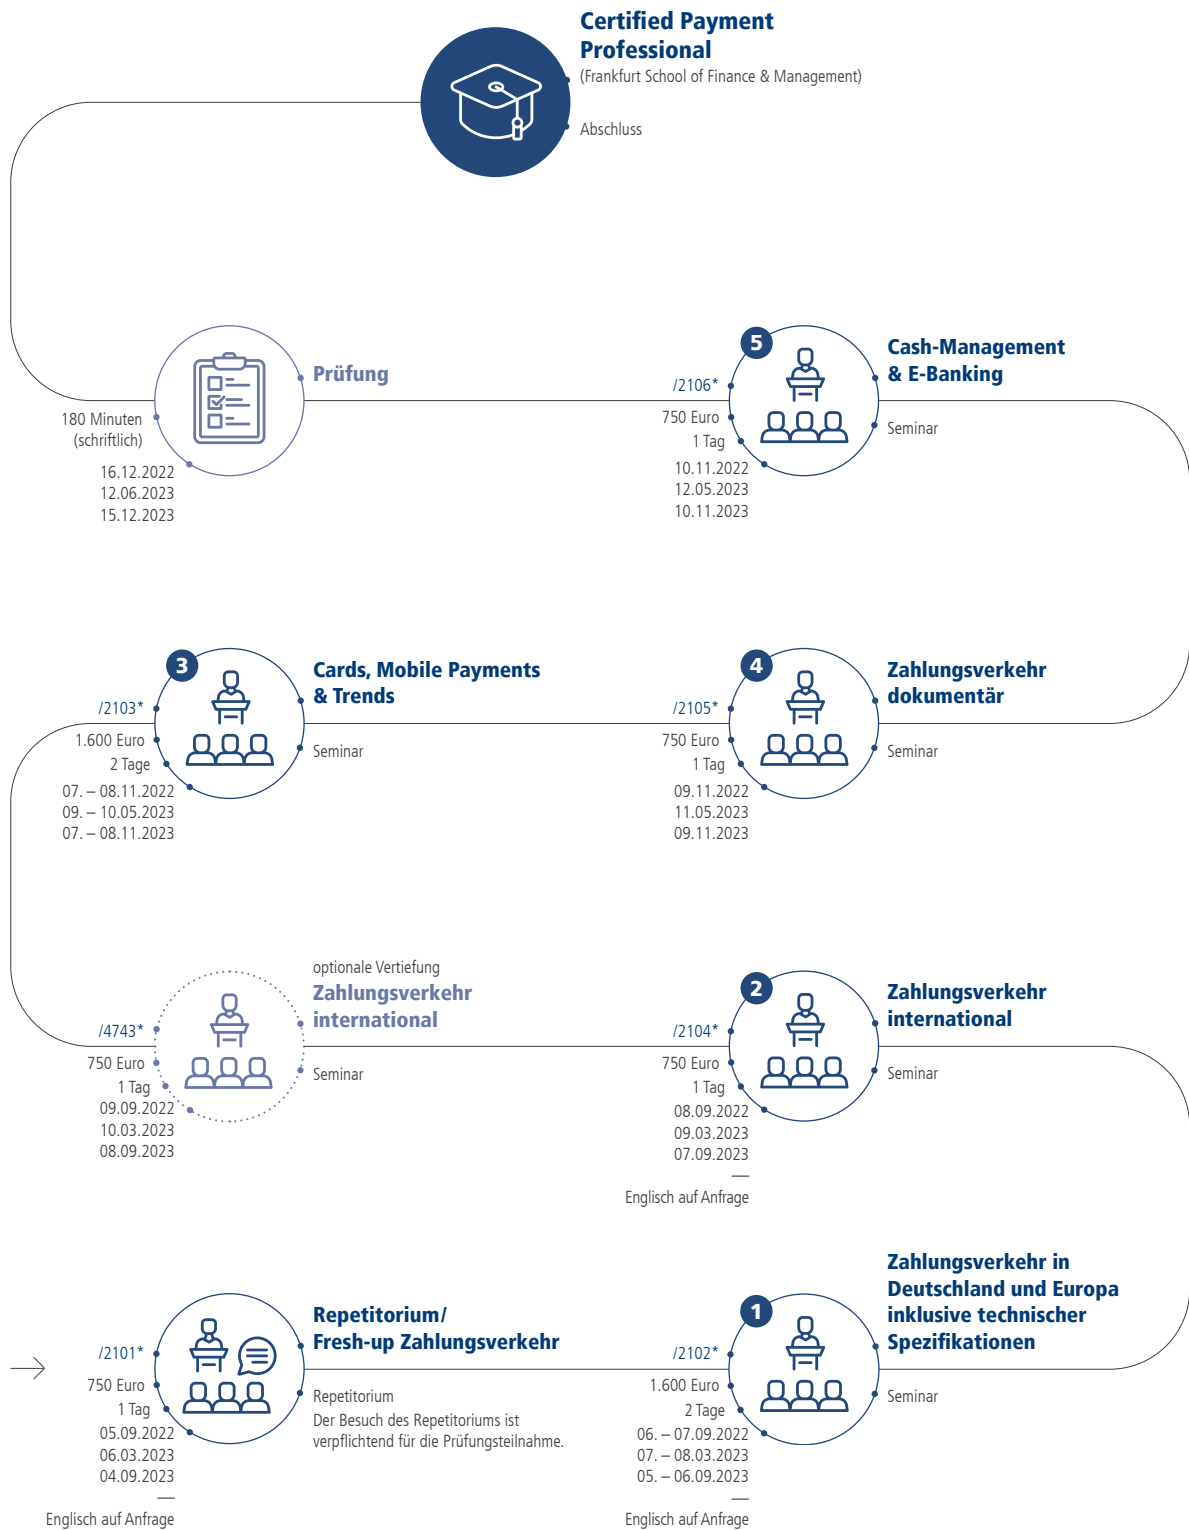 Certified Payment
Professional
(Frankfurt School of Finance & Management)
Abschluss
Prüfung
180 Minuten
(schriftlich)
16.12.2022
12.06.2023
15.12.2023
5
Cash-Management
& E-Banking
/2106*
750 Euro
1 Tag
Seminar
10.11.2022
12.05.2023
10.11.2023
3
Cards, Mobile Payments
& Trends
/2103*
1.600 Euro
2 Tage
Seminar
07. – 08.11.2022
09. – 10.05.2023
07. – 08.11.2023
4
Zahlungsverkehr
dokumentär
/2105*
750 Euro
1 Tag
Seminar
09.11.2022
11.05.2023
09.11.2023
optionale Vertiefung
Zahlungsverkehr
international
/4743*
750 Euro
1 Tag
Seminar
09.09.2022
10.03.2023
08.09.2023
2
Zahlungsverkehr
international
/2104*
750 Euro
1 Tag
Seminar
08.09.2022
09.03.2023
07.09.2023
—
Englisch auf Anfrage
Repetitorium/
Fresh-up Zahlungsverkehr
/2101*
750 Euro
1 Tag
Repetitorium
Der Besuch des Repetitoriums ist
verpflichtend für die Prüfungsteilnahme.
05.09.2022
06.03.2023
04.09.2023
—
Englisch auf Anfrage
1
Zahlungsverkehr in
Deutschland und Europa
inklusive technischer
Spezifikationen
/2102*
1.600 Euro
2 Tage
Seminar
06. – 07.09.2022
07. – 08.03.2023
05. – 06.09.2023
—
Englisch auf Anfrage